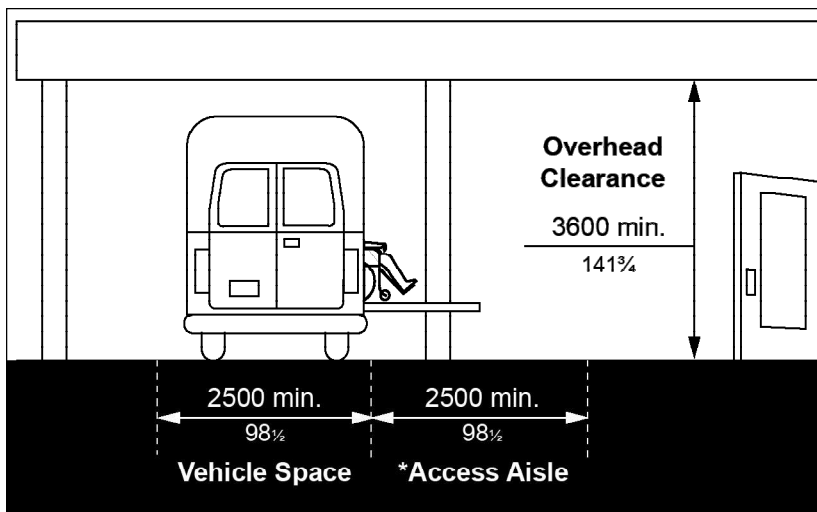 Overhead
Clearance
3600 min.
141¾
2500 min.
98½
Vehicle Space
2500 min.
98½
*Access Aisle